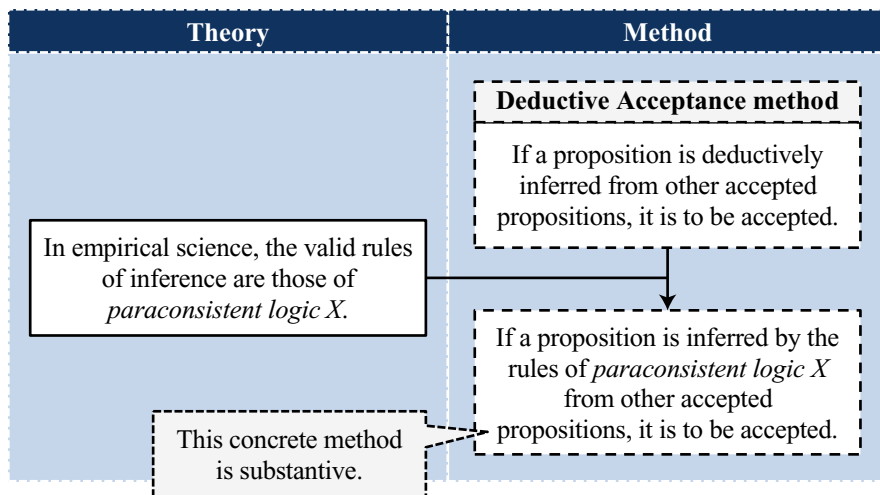 Theory
Method
Deductive Acceptance method
If a proposition is deductively
inferred from other accepted
propositions, it is to be accepted.
In empirical science, the valid rules
of inference are those of
paraconsistent logic X.
If a proposition is inferred by the
rules of paraconsistent logic X
from other accepted
propositions, it is to be accepted.
This concrete method
is substantive.